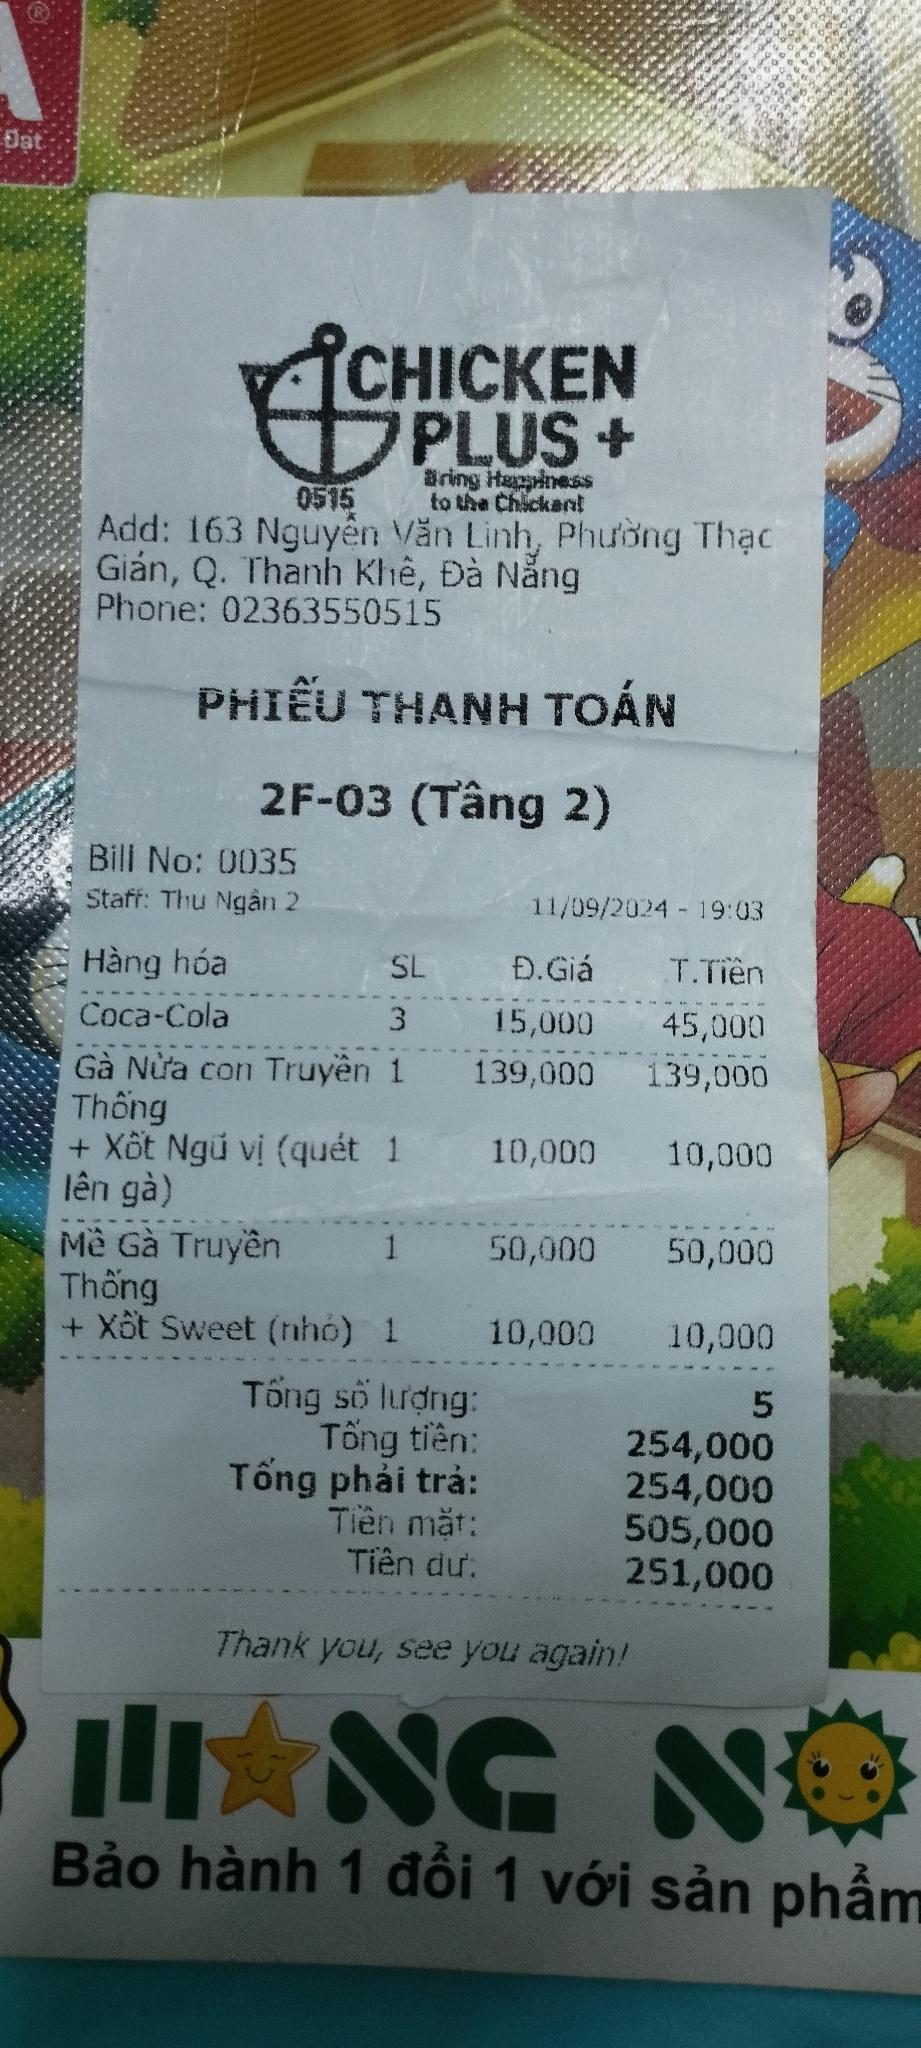 A®
Đạt
CHICKEN
PLUS +
Bring Happiness
to the Chicken!
0515
Add: 163 Nguyễn Văn Linh, Phường Thạc
Gián, Q. Thanh Khê, Đà Nẵng
Phone: 02363550515
PHIẾU THANH TOÁN
2F-03 (Tầng 2)
Bill No: 0035
Staff: Thu Ngân 2 11/09/2024 - 19:03
Hàng hóa SL Đ.Giá T.Tiền
Coca-Cola 3 15,000 45,000
Gà Nửa con Truyền 1 139,000 139,000
Thống
+ Xốt Ngũ vị (quét 1 10,000 10,000
lên gà)
Mề Gà Truyền 1 50,000 50,000
Thống
+ Xốt Sweet (nhỏ) 1 10,000 10,000
Tổng số lượng: 5
Tổng tiền: 254,000
Tổng phải trả: 254,000
Tiền mặt: 505,000
Tiền dư: 251,000
Thank you, see you again!
Bảo hành 1 đổi 1 với sản phẩm